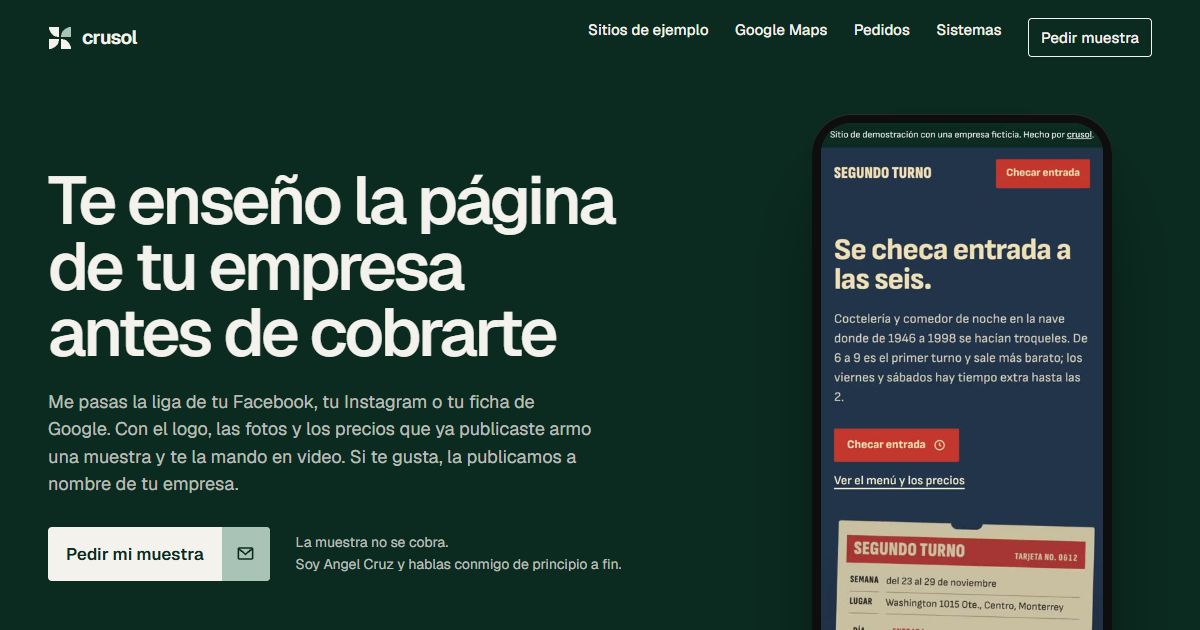 crusol
Sitios de ejemplo
Google Maps
Pedidos
Sistemas
Pedir muestra
Te enseño la página
de tu empresa
antes de cobrarte
Me pasas la liga de tu Facebook, tu Instagram o tu ficha de
Google. Con el logo, las fotos y los precios que ya publicaste armo
una muestra y te la mando en video. Si te gusta, la publicamos a
nombre de tu empresa.
Pedir mi muestra
La muestra no se cobra.
Soy Angel Cruz y hablas conmigo de principio a fin.
Sitio de demostración con una empresa ficticia. Hecho por crusol.
SEGUNDO TURNO
Checar entrada
Se checa entrada a
las seis.
Coctelería y comedor de noche en la nave
donde de 1946 a 1998 se hacían troqueles. De
6 a 9 es el primer turno y sale más barato; los
viernes y sábados hay tiempo extra hasta las
2.
Checar entrada
Ver el menú y los precios
SEGUNDO TURNO
TARJETA NO. 0612
SEMANA del 23 al 29 de noviembre
LUGAR Washington 1015 Ote., Centro, Monterrey